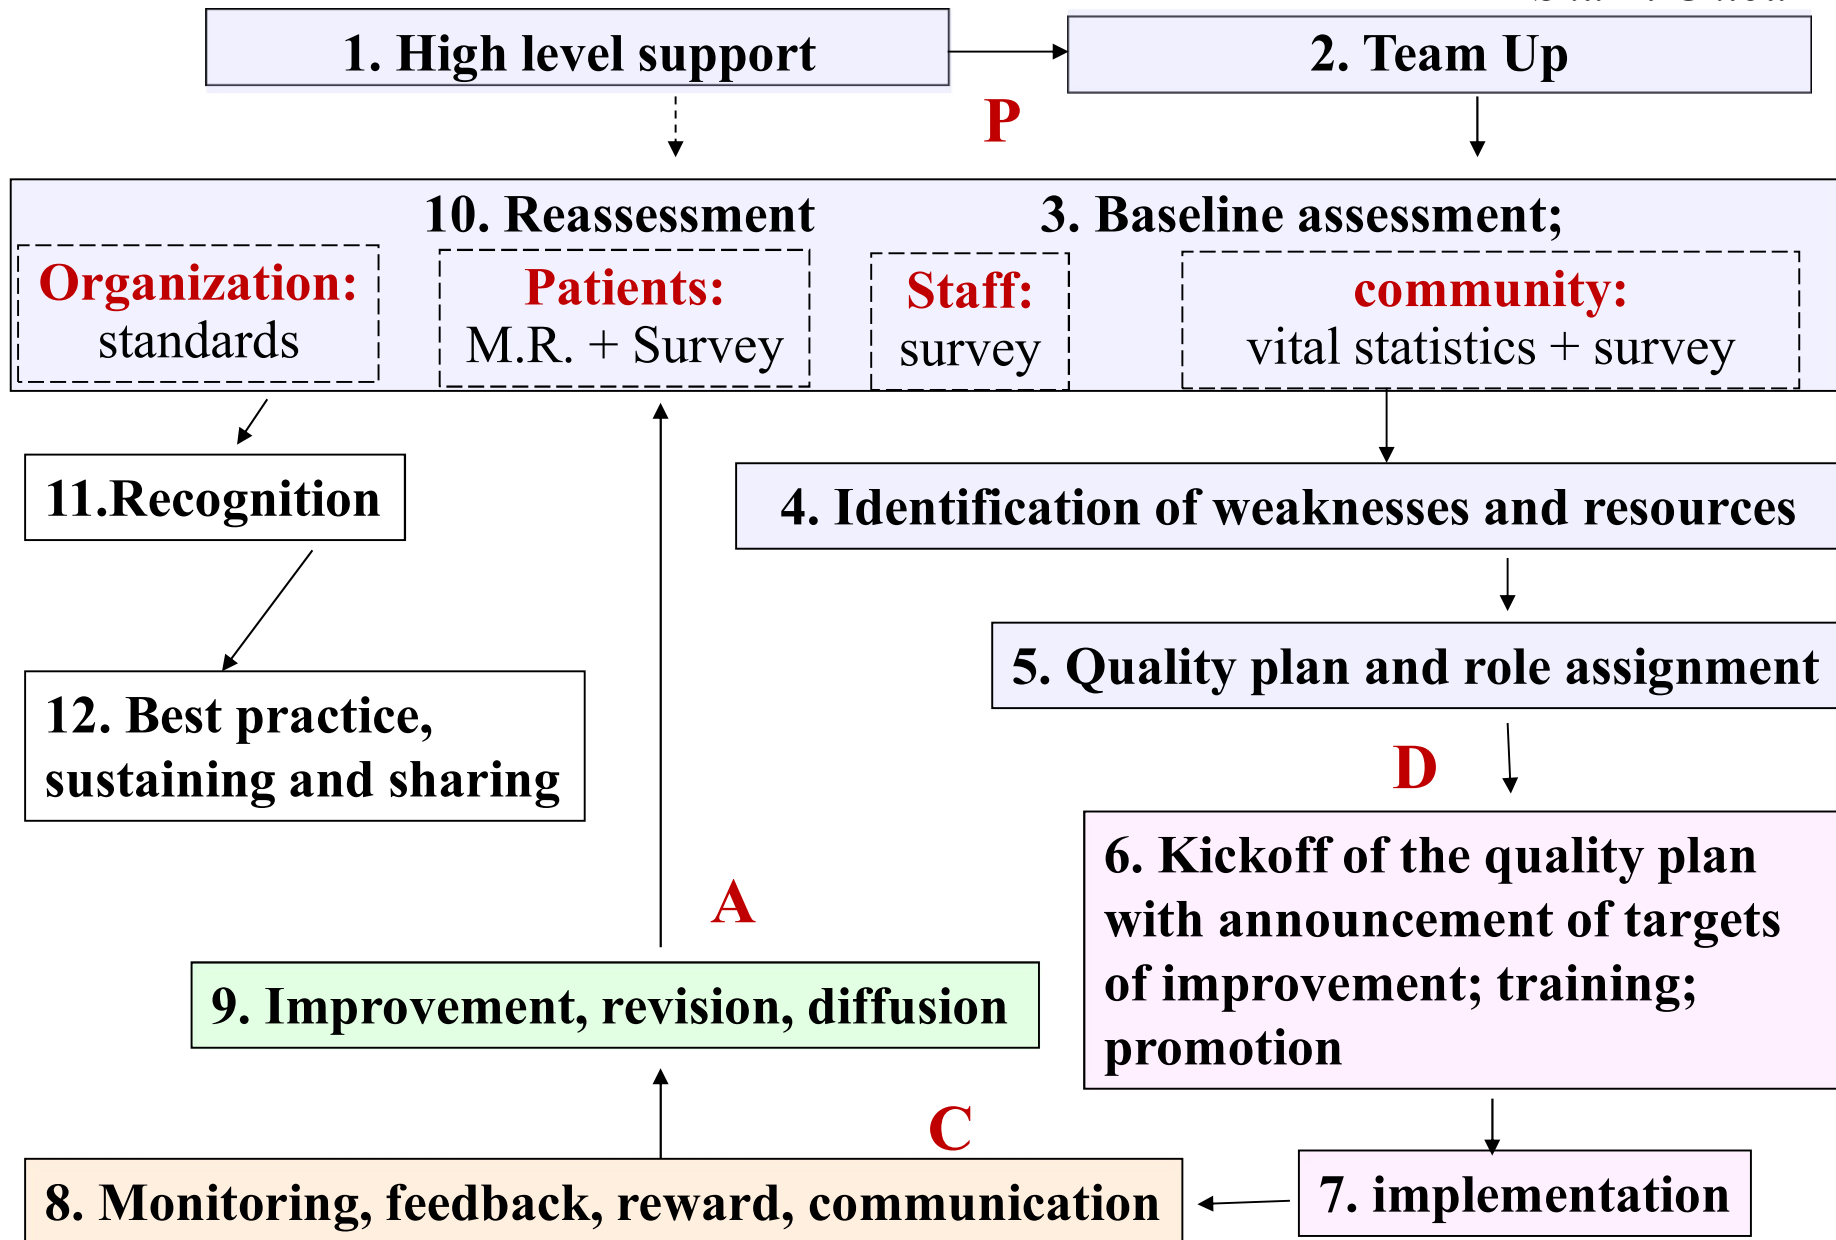 1. High level support
2. Team Up
P
10. Reassessment
3. Baseline assessment;
Organization:
standards
Patients:
M.R. + Survey
Staff:
survey
community:
vital statistics + survey
11.Recognition
4. Identification of weaknesses and resources
5. Quality plan and role assignment
12. Best practice,
sustaining and sharing
D
6. Kickoff of the quality plan
with announcement of targets
of improvement; training;
promotion
A
9. Improvement, revision, diffusion
C
7. implementation
8. Monitoring, feedback, reward, communication